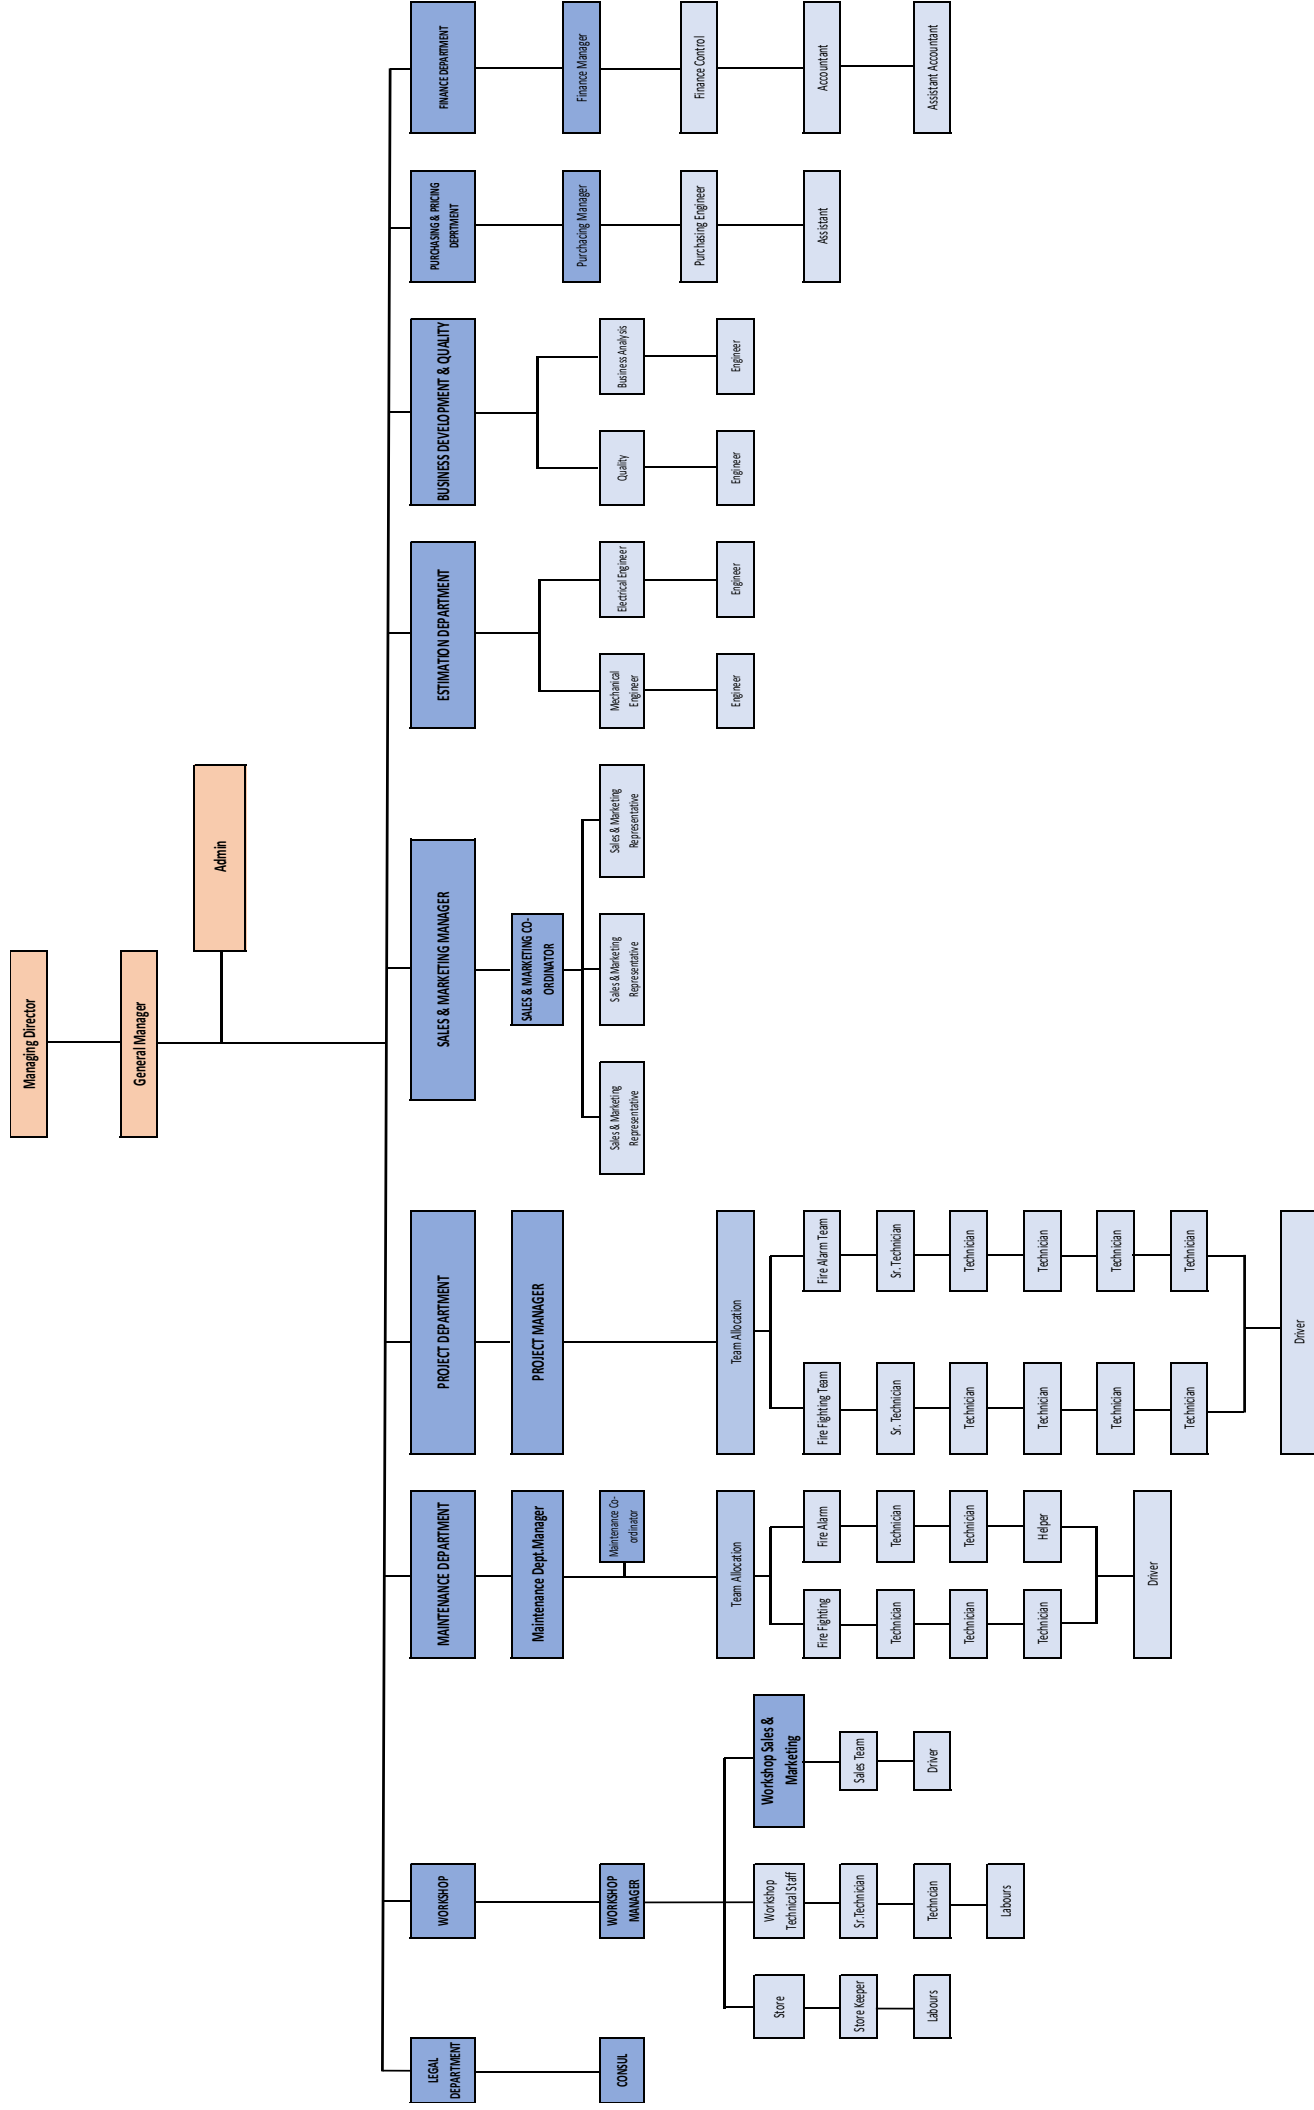 Managing Director
General Manager
Admin
LEGAL
DEPARTMENT
WORKSHOP
MAINTENANCE DEPARTMENT
PROJECT DEPARTMENT
SALES & MARKETING MANAGER
ESTIMATION DEPARTMENT
BUSINESS DEVELOPMENT & QUALITY
PURCHASING & PRICING
DEPRTMENT
FINANCE DEPARTMENT
CONSUL
WORKSHOP
MANAGER
Store
Store Keeper
Labours
Workshop
Technical Staff
Sr.Technician
Techncian
Labours
Workshop Sales &
Marketing
Sales Team
Driver
Maintenance Dept.Manager
Maintenance Co-
ordinator
Team Allocation
Fire Fighting
Technician
Technician
Technician
Fire Alarm
Technician
Technician
Helper
Driver
PROJECT MANAGER
Team Allocation
Fire Fighting Team
Sr. Technician
Technician
Technician
Technician
Technician
Fire Alarm Team
Sr. Technician
Technician
Technician
Technician
Technician
Driver
SALES & MARKETING CO-
ORDINATOR
Sales & Marketing
Representative
Sales & Marketing
Representative
Sales & Marketing
Representative
Mechanical
Engineer
Engineer
Electrical Engineer
Engineer
Quality
Engineer
Business Analysis
Engineer
Purchacing Manager
Purchasing Engineer
Assistant
Finance Manager
Finance Control
Accountant
Assistant Accountant